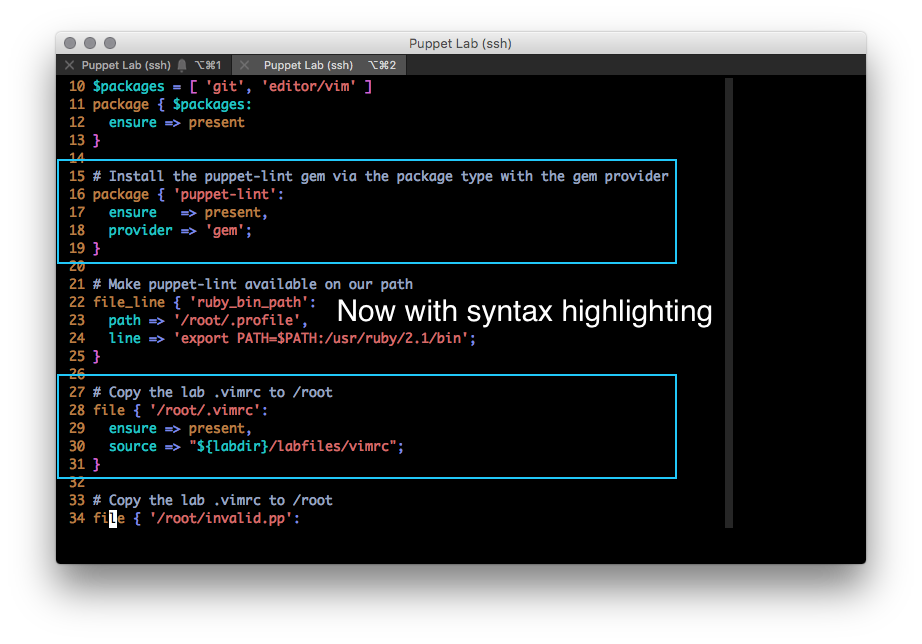 Puppet Lab (ssh)
Puppet Lab (ssh) ⌥⌘1 Puppet Lab (ssh) ⌥⌘2
10 $packages = [ 'git', 'editor/vim' ]
11 package { $packages:
12   ensure => present
13 }
14
15 # Install the puppet-lint gem via the package type with the gem provider
16 package { 'puppet-lint':
17   ensure   => present,
18   provider => 'gem';
19 }
20
21 # Make puppet-lint available on our path
22 file_line { 'ruby_bin_path':
Now with syntax highlighting
23   path => '/root/.profile',
24   line => 'export PATH=$PATH:/usr/ruby/2.1/bin';
25 }
26
27 # Copy the lab .vimrc to /root
28 file { '/root/.vimrc':
29   ensure => present,
30   source => "${labdir}/labfiles/vimrc";
31 }
32
33 # Copy the lab .vimrc to /root
34 file { '/root/invalid.pp':